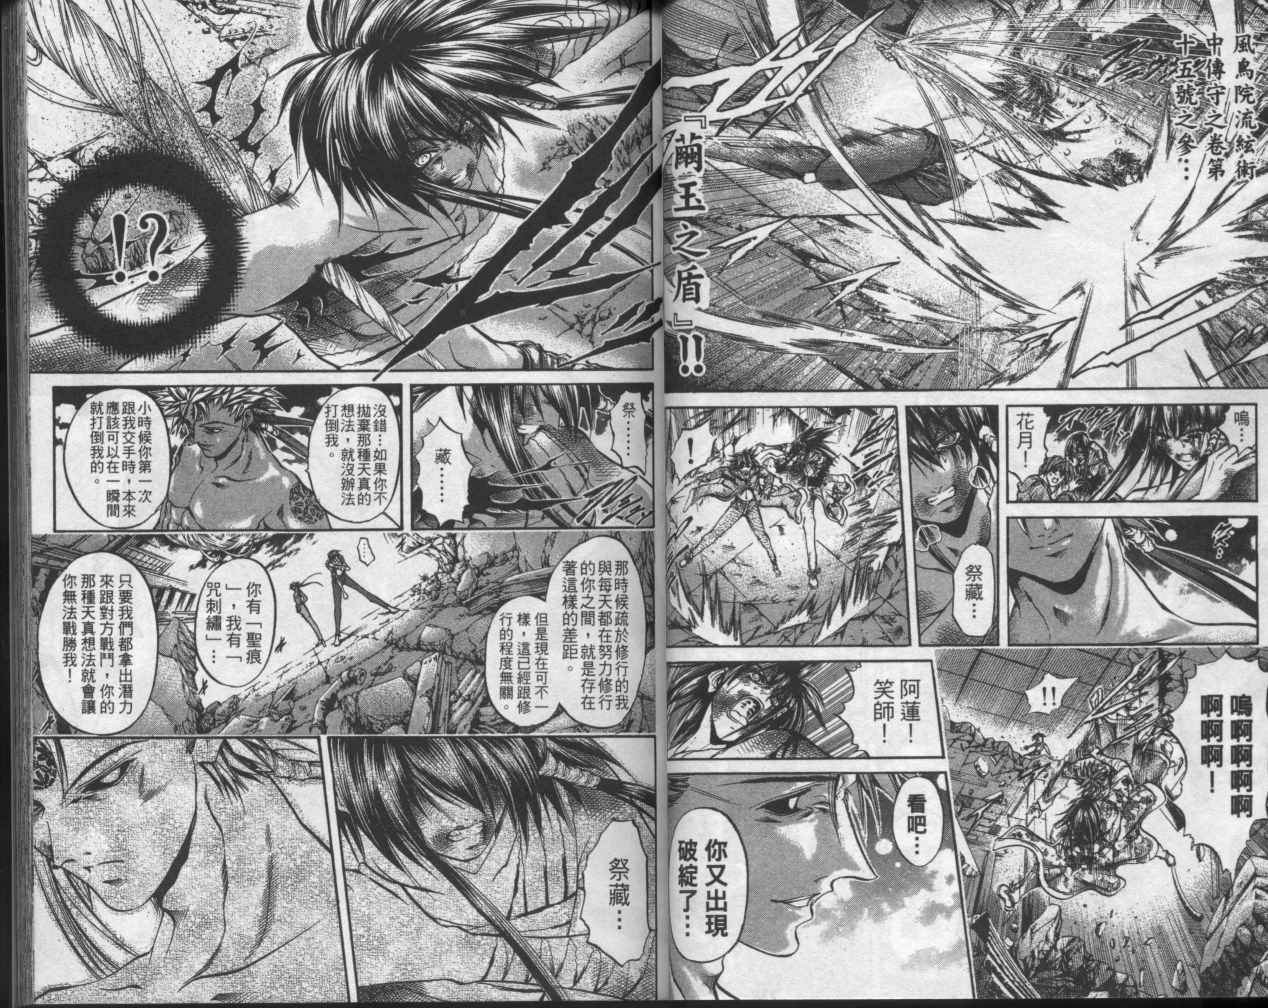 風鳥院流絃術
中傳守之卷第
十五號之參…
『繭玉之盾』!!
嗚…
花月！
祭藏…
！
嗚啊啊啊啊
啊啊啊！
!!
阿蓮！
笑師！
看吧…
你又出現
破綻了…
！?
祭………
藏………
沒錯…如果你不
拋棄那種天真的
想法，就沒辦法
打倒我。
小時候你第一次
跟我交手時，本來
應該可以在一瞬間
就打倒我的。
那時候疏於修行的我
與每天都在努力修行
的你之間，就是存在
著這樣的差距。
但是現在可不一
樣，這已經跟修
行的程度無關。
……
你有「聖痕
」，我有「
咒刺繡」…
只要我們都拿出潛力
來跟對方戰鬥，你的
那種天真想法就會讓
你無法戰勝我！
祭藏…